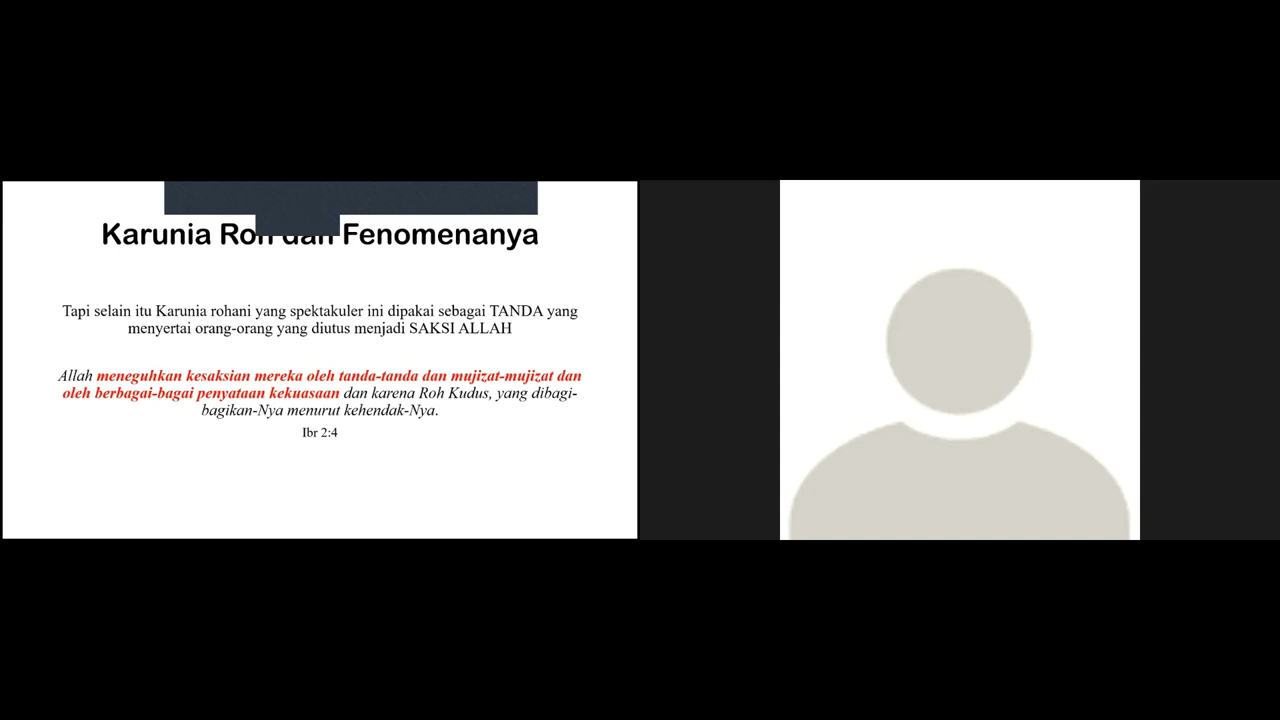 Karunia Roh dan Fenomenanya
Tapi selain itu Karunia rohani yang spektakuler ini dipakai sebagai TANDA yang
menyertai orang-orang yang diutus menjadi SAKSI ALLAH
Allah meneguhkan kesaksian mereka oleh tanda-tanda dan mujizat-mujizat dan
oleh berbagai-bagai penyataan kekuasaan dan karena Roh Kudus, yang dibagi-
bagikan-Nya menurut kehendak-Nya.
Ibr 2:4